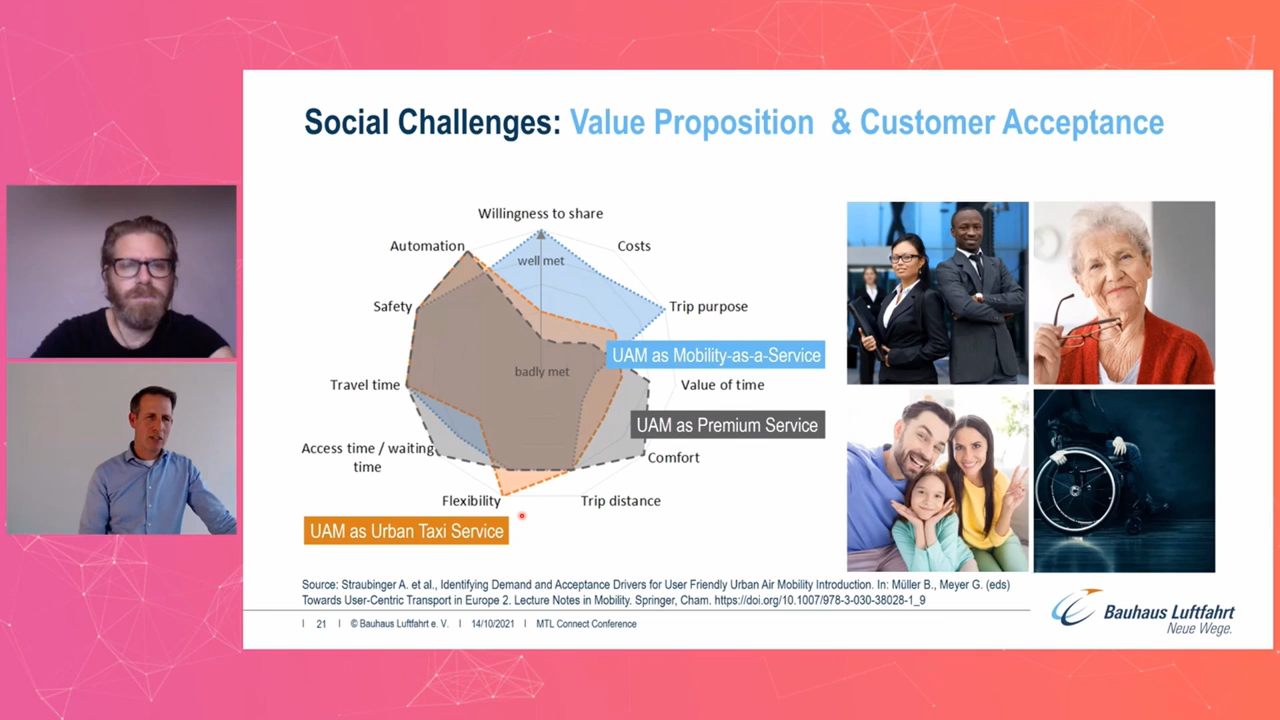 Social Challenges: Value Proposition & Customer Acceptance
Willingness to share
Automation
Costs
well met
Safety
Trip purpose
UAM as Mobility-as-a-Service
badly met
Travel time
Value of time
UAM as Premium Service
Access time / waiting
time
Comfort
Flexibility
Trip distance
UAM as Urban Taxi Service
Source: Straubinger A. et al., Identifying Demand and Acceptance Drivers for User Friendly Urban Air Mobility Introduction. In: Müller B., Meyer G. (eds)
Towards User-Centric Transport in Europe 2. Lecture Notes in Mobility. Springer, Cham. https://doi.org/10.1007/978-3-030-38028-1_9
Bauhaus Luftfahrt
Neue Wege.
| 21 | © Bauhaus Luftfahrt e. V. | 14/10/2021 | MTL Connect Conference